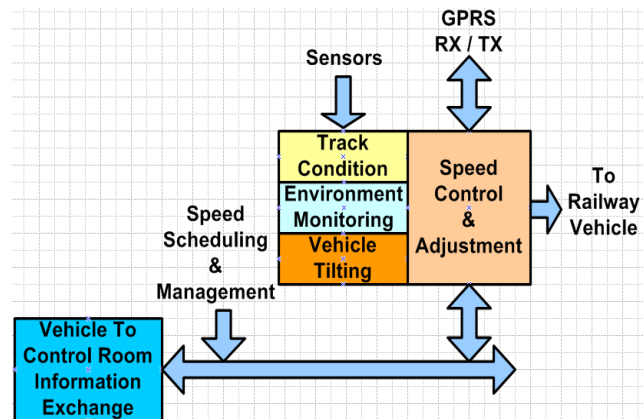 GPRS
RX / TX
Sensors
Track
Condition
Environment
Monitoring
Vehicle
Tilting
Speed
Control
&
Adjustment
To
Railway
Vehicle
Speed
Scheduling
&
Management
Vehicle To
Control Room
Information
Exchange